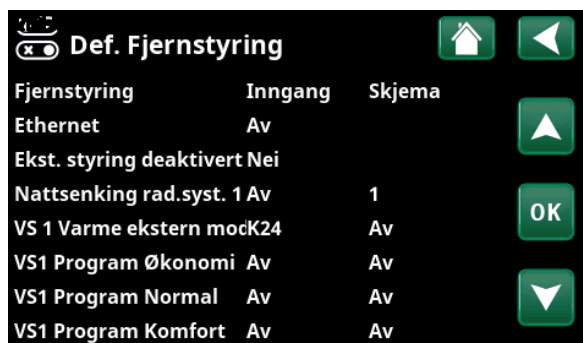 Def. Fjernstyring
Fjernstyring Inngang Skjema
Ethernet Av
Ekst. styring deaktivert Nei
Nattsenking rad.syst. 1 Av 1
OK
VS 1 Varme ekstern mod K24 Av
VS1 Program Økonomi Av Av
VS1 Program Normal Av Av
VS1 Program Komfort Av Av